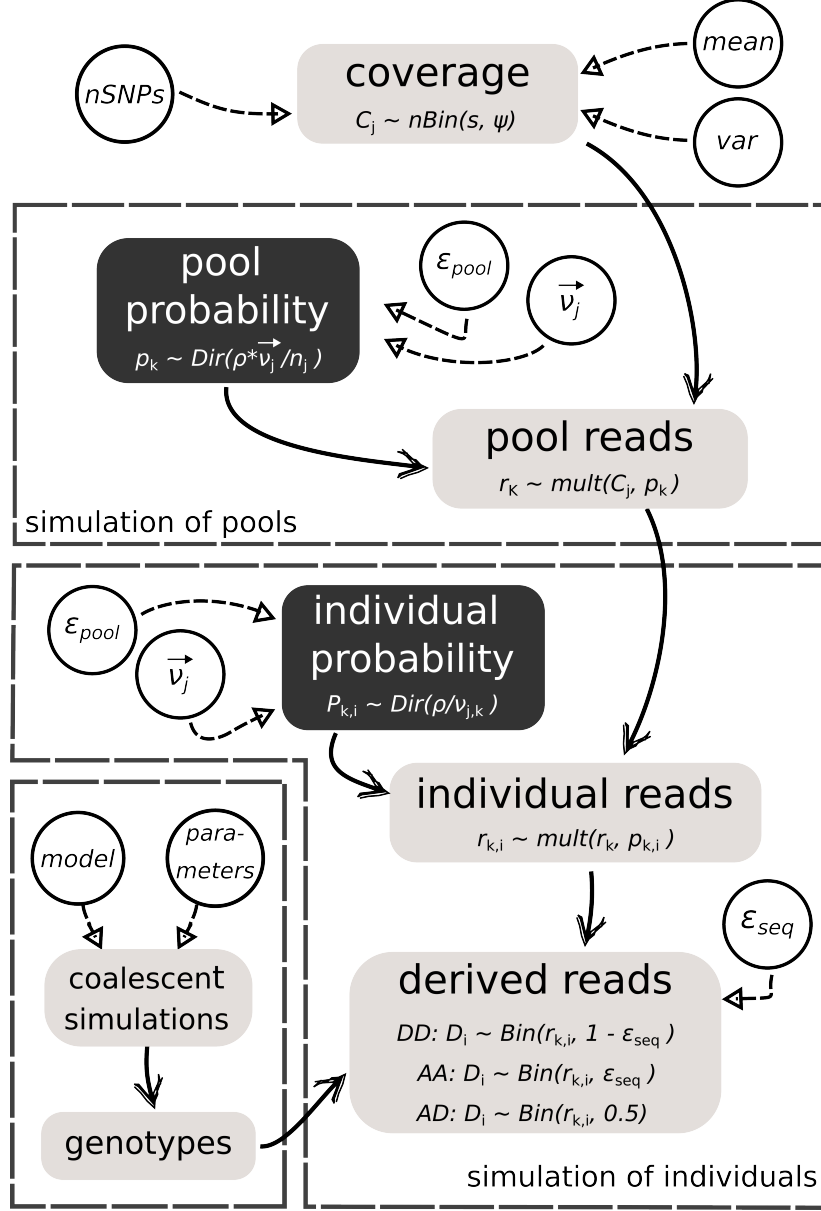 mean
coverage
nSNPs
C_j ~ nBin(s, ψ)
var
pool
probability
p_k ~ Dir(ρ*ν⃗_j /n_j )
ε_pool
ν⃗_j
pool reads
r_K ~ mult(C_j, p_k )
simulation of pools
ε_pool
ν⃗_j
individual
probability
P_k,i ~ Dir(ρ/ν_j,k )
individual reads
r_k,i ~ mult(r_k, p_k,i )
model
para-
meters
coalescent
simulations
genotypes
ε_seq
derived reads
DD: D_i ~ Bin(r_k,i, 1 - ε_seq )
AA: D_i ~ Bin(r_k,i, ε_seq )
AD: D_i ~ Bin(r_k,i, 0.5)
simulation of individuals